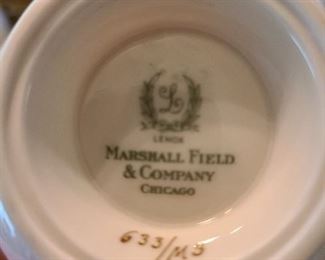 L
LENOX
MARSHALL FIELD
& COMPANY
CHICAGO
633/M3